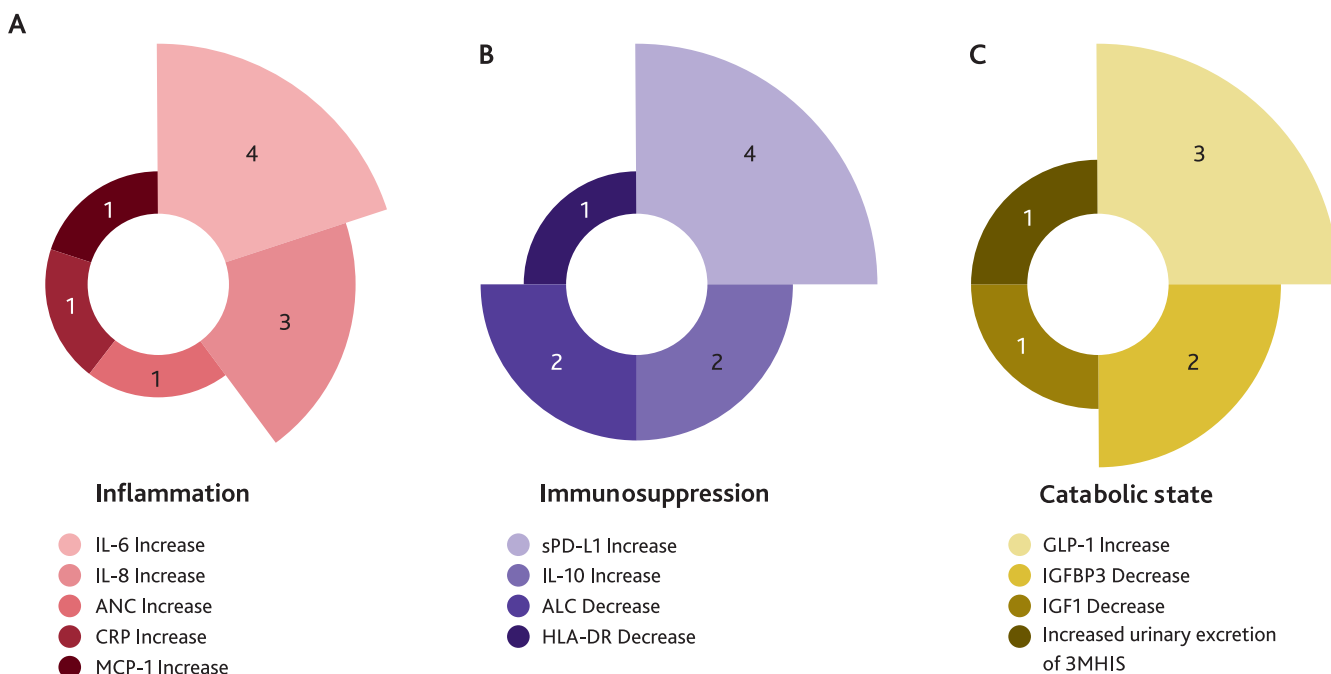 A
4
3
1
1
1
Inflammation
IL-6 Increase
IL-8 Increase
ANC Increase
CRP Increase
MCP-1 Increase
B
4
2
2
1
Immunosuppression
sPD-L1 Increase
IL-10 Increase
ALC Decrease
HLA-DR Decrease
C
3
2
1
1
Catabolic state
GLP-1 Increase
IGFBP3 Decrease
IGF1 Decrease
Increased urinary excretion
of 3MHIS